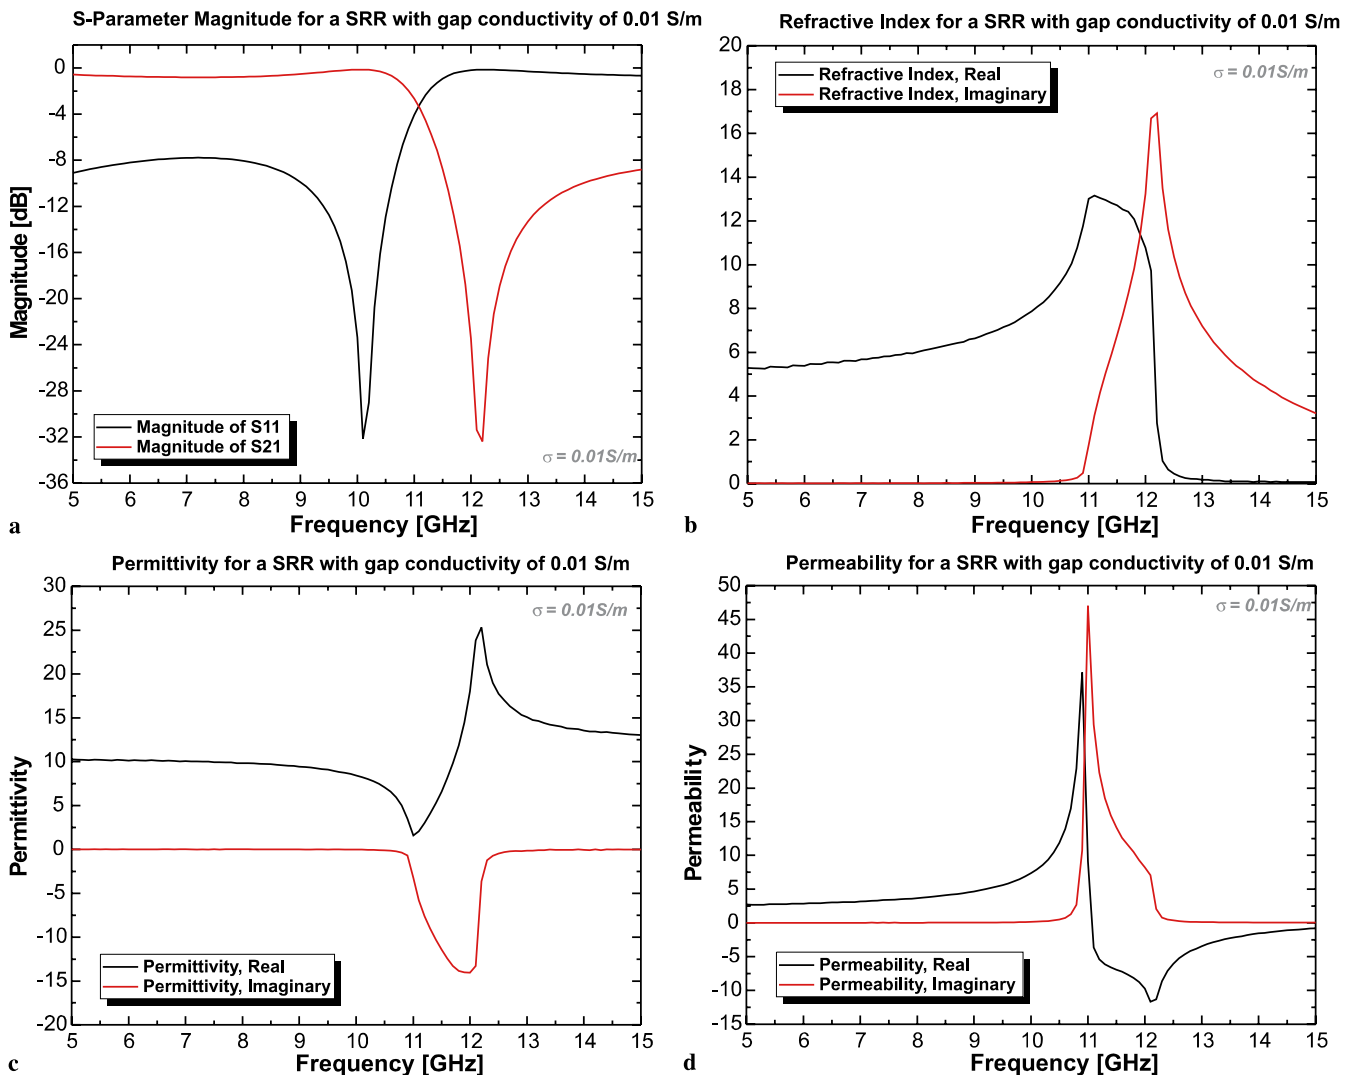 S-Parameter Magnitude for a SRR with gap conductivity of 0.01 S/m
0
-4
-8
-12
-16
-20
-24
-28
-32
-36
Magnitude [dB]
Magnitude of S11
Magnitude of S21
σ = 0.01S/m
5 6 7 8 9 10 11 12 13 14 15
Frequency [GHz]
a
Refractive Index for a SRR with gap conductivity of 0.01 S/m
20
18
16
14
12
10
8
6
4
2
0
Refractive Index, Real
Refractive Index, Imaginary
σ = 0.01S/m
5 6 7 8 9 10 11 12 13 14 15
Frequency [GHz]
b
Permittivity for a SRR with gap conductivity of 0.01 S/m
30
25
20
15
10
5
0
-5
-10
-15
-20
Permittivity
σ = 0.01S/m
Permittivity, Real
Permittivity, Imaginary
5 6 7 8 9 10 11 12 13 14 15
Frequency [GHz]
c
Permeability for a SRR with gap conductivity of 0.01 S/m
50
45
40
35
30
25
20
15
10
5
0
-5
-10
-15
Permeability
σ = 0.01S/m
Permeability, Real
Permeability, Imaginary
5 6 7 8 9 10 11 12 13 14 15
Frequency [GHz]
d